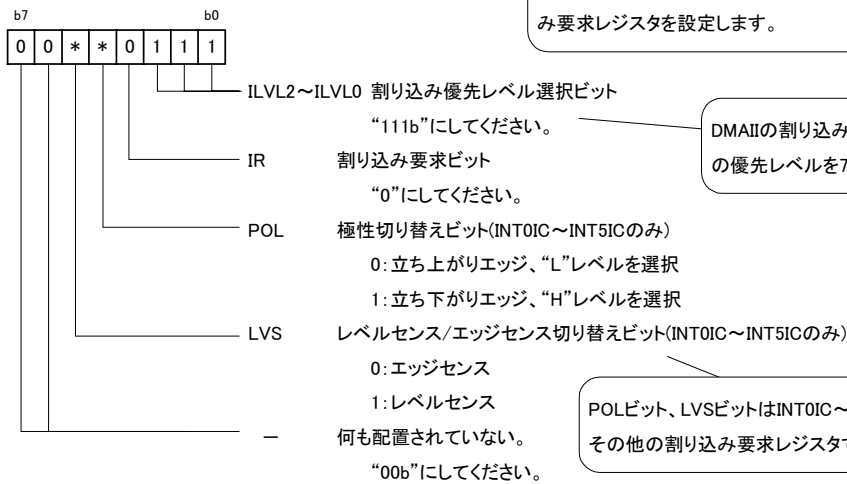 み要求レジスタを設定します。
b7 b0
0 0 * * 0 1 1 1
ILVL2～ILVL0 割り込み優先レベル選択ビット
“111b”にしてください。
DMAIIの割り込み
の優先レベルを7
IR 割り込み要求ビット
“0”にしてください。
POL 極性切り替えビット(INT0IC～INT5ICのみ)
0：立ち上がりエッジ、“L”レベルを選択
1：立ち下がりエッジ、“H”レベルを選択
LVS レベルセンス/エッジセンス切り替えビット(INT0IC～INT5ICのみ)
0：エッジセンス
1：レベルセンス
POLビット、LVSビットはINT0IC～
その他の割り込み要求レジスタ
－ 何も配置されていない。
“00b”にしてください。